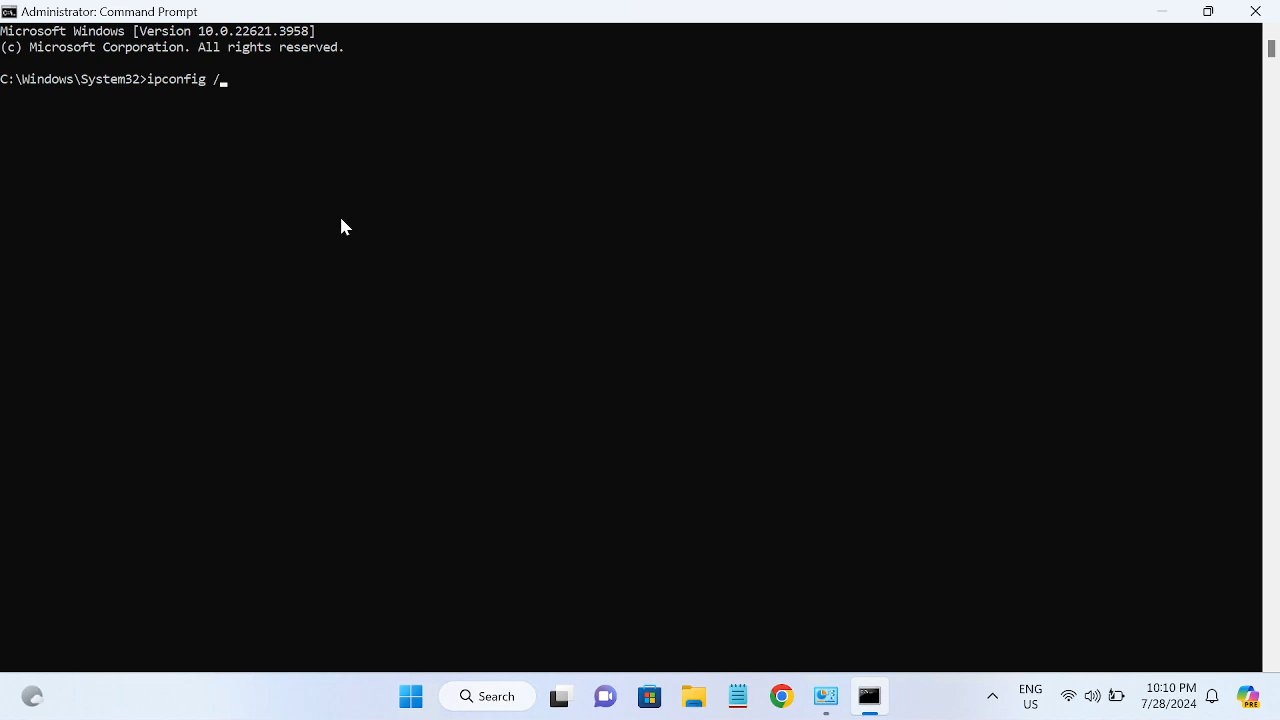 Administrator: Command Prompt
Microsoft Windows [Version 10.0.22621.3958]
(c) Microsoft Corporation. All rights reserved.
C:\Windows\System32>ipconfig /_
Search
ENG
US
10:10 PM
7/28/2024
PRE